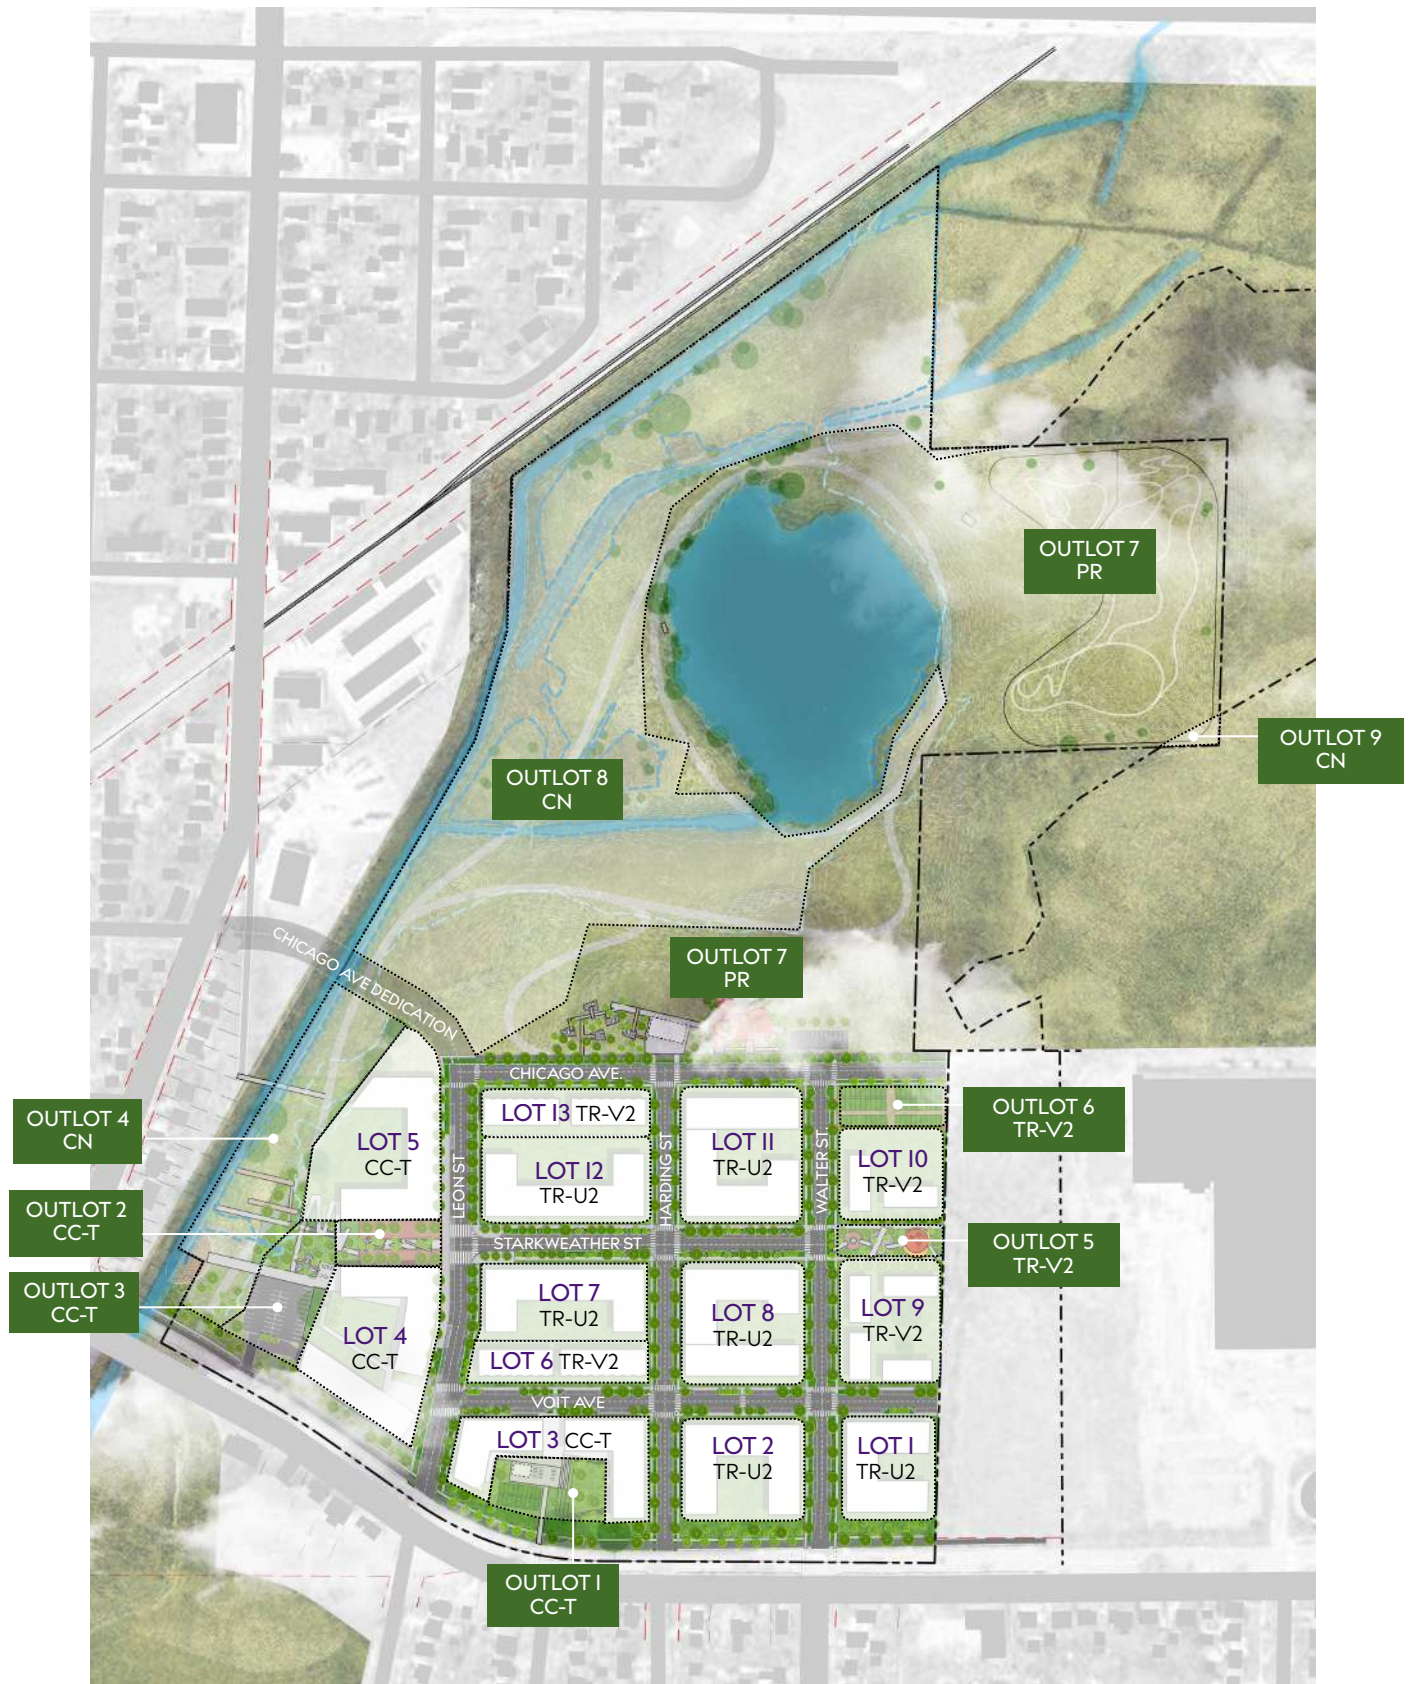 OUTLOT 7
PR
OUTLOT 9
CN
OUTLOT 8
CN
CHICAGO AVE DEDICATION
OUTLOT 7
PR
CHICAGO AVE.
OUTLOT 4
CN
LOT 5
CC-T
LEON ST
LOT 13 TR-V2
LOT 12
TR-U2
HARDING ST
LOT 11
TR-U2
WALTER ST.
LOT 10
TR-V2
OUTLOT 6
TR-V2
OUTLOT 2
CC-T
STARKWEATHER ST
OUTLOT 5
TR-V2
OUTLOT 3
CC-T
LOT 4
CC-T
LOT 7
TR-U2
LOT 6 TR-V2
LOT 8
TR-U2
LOT 9
TR-V2
VOIT AVE
LOT 3 CC-T
LOT 2
TR-U2
LOT 1
TR-U2
OUTLOT 1
CC-T